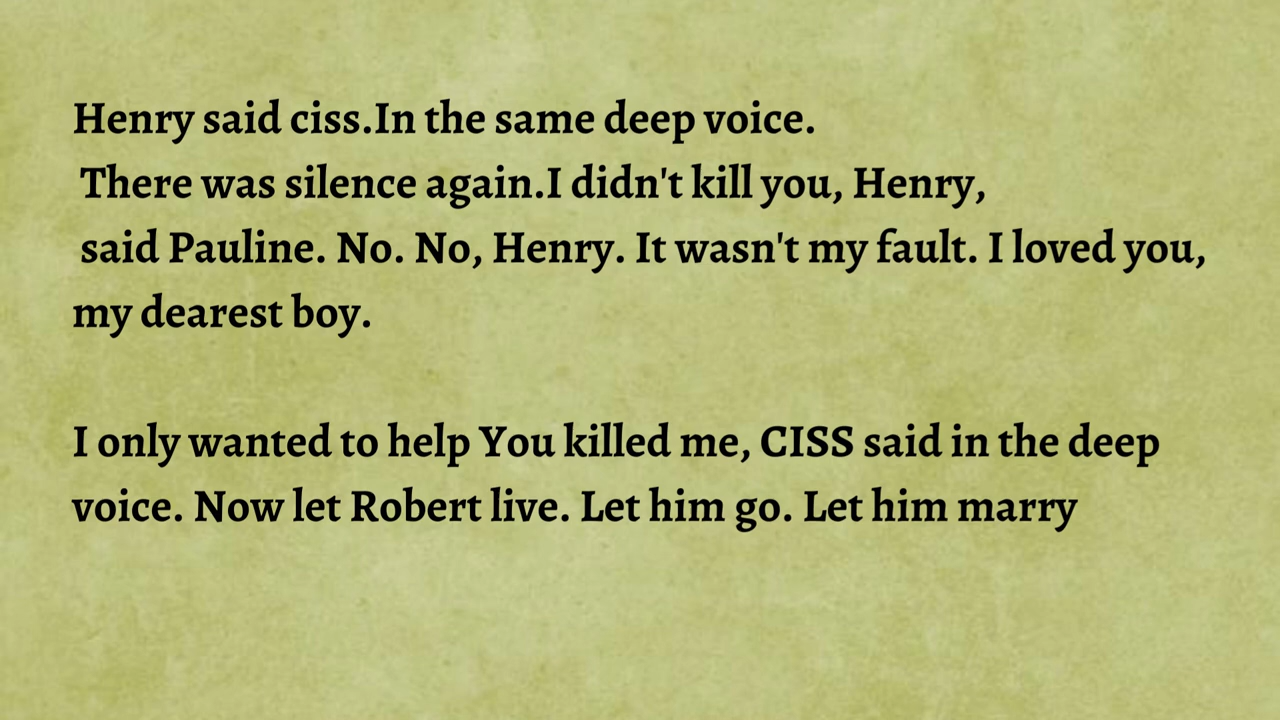 Henry said ciss.In the same deep voice.
There was silence again.I didn't kill you, Henry,
said Pauline. No. No, Henry. It wasn't my fault. I loved you,
my dearest boy.
I only wanted to help You killed me, CISS said in the deep
voice. Now let Robert live. Let him go. Let him marry